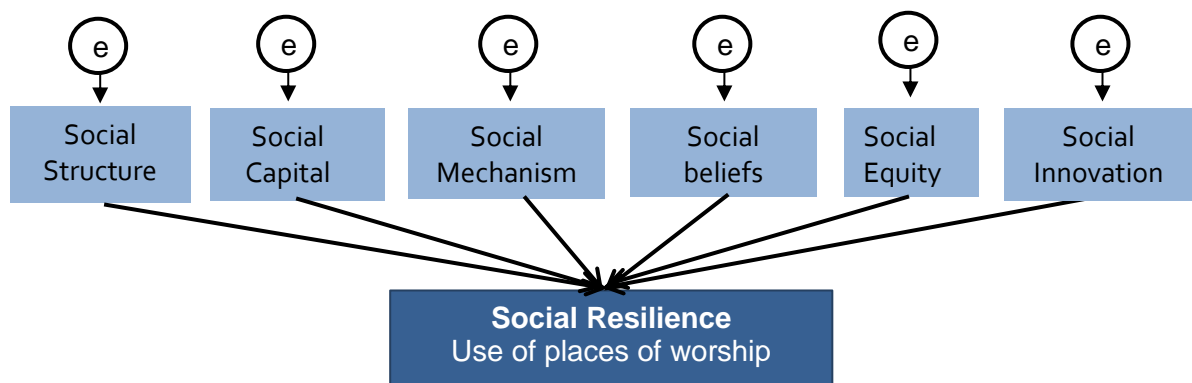 e e e e e e
Social Structure
Social Capital
Social Mechanism
Social beliefs
Social Equity
Social Innovation
Social Resilience
Use of places of worship